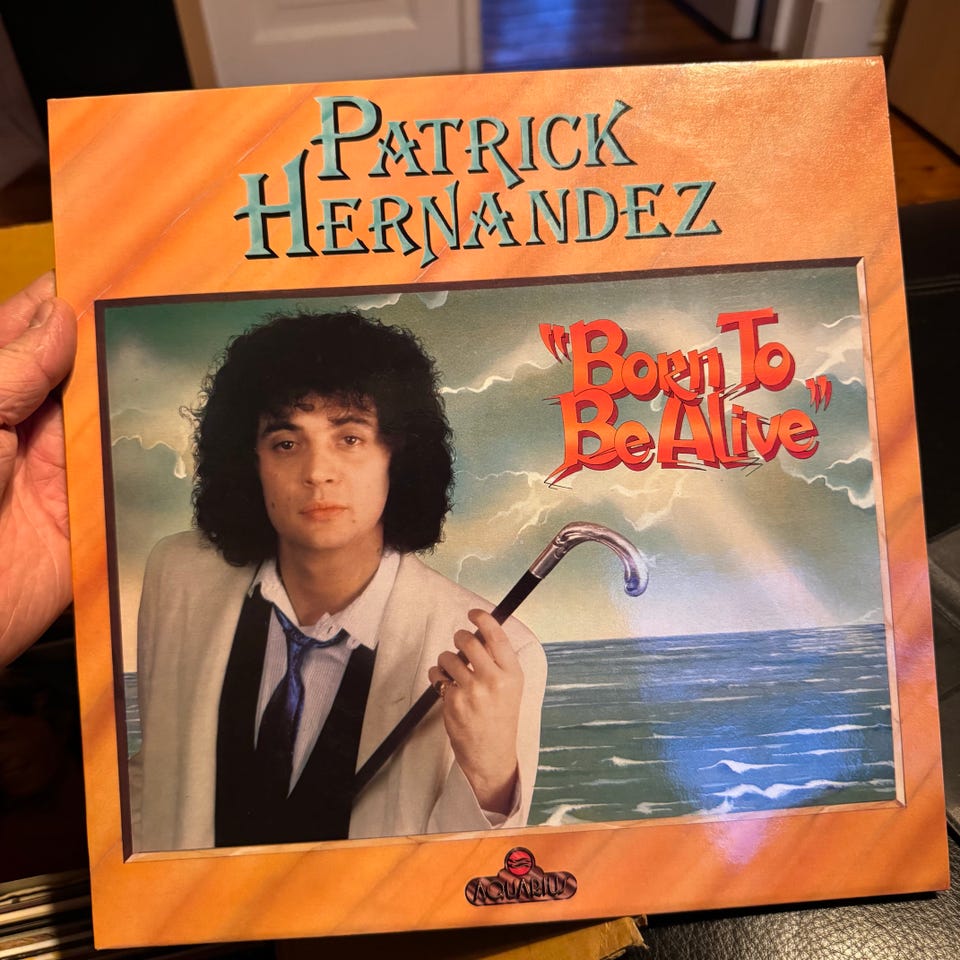 PATRICK
HERNANDEZ
"BORN TO
BE ALIVE"
AQUARIUS